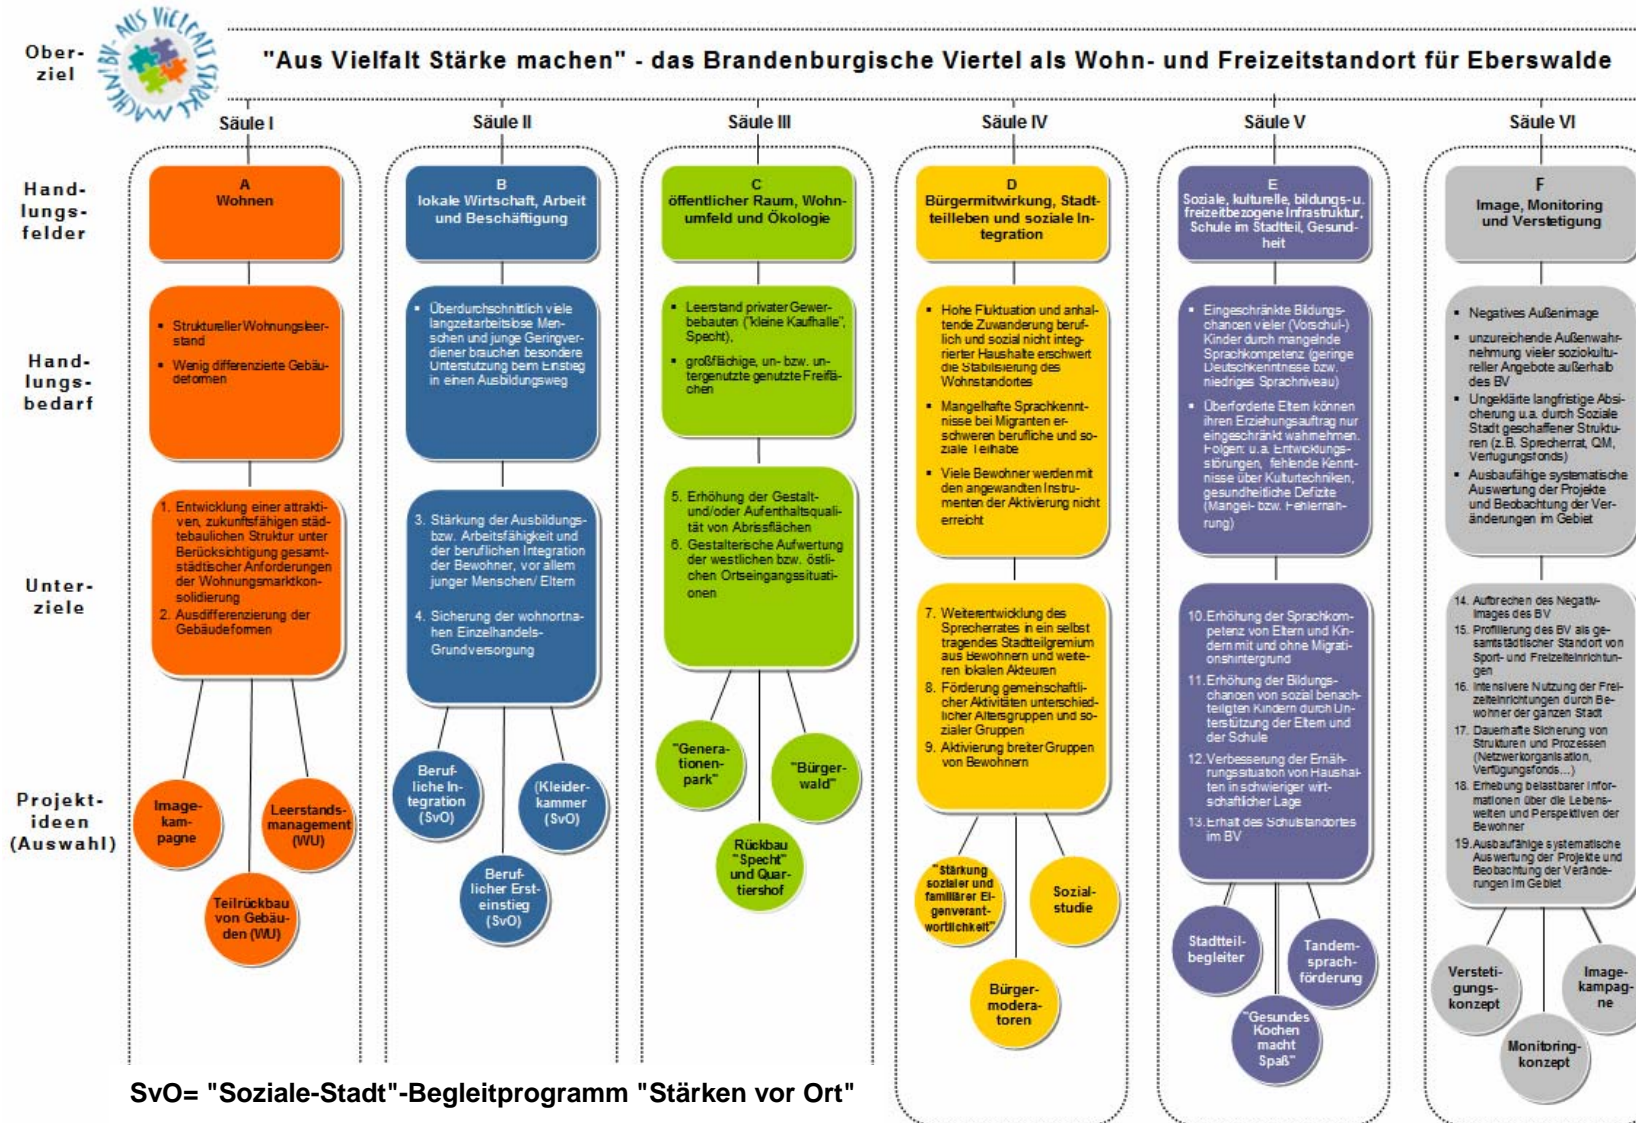 BV- AUS VIELFALT STÄRKE MACHEN!
Ober-
ziel
"Aus Vielfalt Stärke machen" - das Brandenburgische Viertel als Wohn- und Freizeitstandort für Eberswalde
Säule I
Säule II
Säule III
Säule IV
Säule V
Säule VI
Hand-
lungs-
felder
A
Wohnen
B
lokale Wirtschaft, Arbeit
und Beschäftigung
C
öffentlicher Raum, Wohn-
umfeld und Ökologie
D
Bürgermitwirkung, Stadt-
teilleben und soziale In-
tegration
E
Soziale, kulturelle, bildungs- u.
freizeitbezogene Infrastruktur,
Schule im Stadtteil, Gesund-
heit
F
Image, Monitoring
und Verstetigung
Hand-
lungs-
bedarf
▪ Struktureller Wohnungsleer-
stand
▪ Wenig differenzierte Gebäu-
deformen
▪ Überdurchschnittlich viele
langzeitarbeitslose Men-
schen und junge Geringver-
diener brauchen besondere
Unterstützung beim Einstieg
in einen Ausbildungsweg
▪ Leerstand privater Gewer-
bebauten ("kleine Kaufhalle",
Specht),
▪ großflächige, un- bzw. un-
tergenutzte genutzte Freiflä-
chen
▪ Hohe Fluktuation und anhal-
tende Zuwanderung beruf-
lich und sozial nicht integ-
rierter Haushalte erschwert
die Stabilisierung des
Wohnstandortes
▪ Mangelhafte Sprachkennt-
nisse bei Migranten er-
schweren berufliche und so-
ziale Teilhabe
▪ Viele Bewohner werden mit
den angewandten Instru-
menten der Aktivierung nicht
erreicht
▪ Eingeschränkte Bildungs-
chancen vieler (Vorschul-)
Kinder durch mangelnde
Sprachkompetenz (geringe
Deutschkenntnisse bzw.
niedriges Sprachniveau)
▪ Überforderte Eltern können
ihren Erziehungsauftrag nur
eingeschränkt wahrnehmen.
Folgen: u.a. Entwicklungs-
störungen, fehlende Kennt-
nisse über Kulturtechniken,
gesundheitliche Defizite
(Mangel- bzw. Fehlernäh-
rung)
▪ Negatives Außenimage
▪ unzureichende Außenwahr-
nehmung vieler soziokultu-
reller Angebote außerhalb
des BV
▪ Ungeklärte langfristige Absi-
cherung u.a. durch Soziale
Stadt geschaffener Struktu-
ren (z.B. Sprecherrat, QM,
Verfügungsfonds)
▪ Ausbaufähige systematische
Auswertung der Projekte
und Beobachtung der Ver-
änderungen im Gebiet
Unter-
ziele
1. Entwicklung einer attrakti-
ven, zukunftsfähigen städ-
tebaulichen Struktur unter
Berücksichtigung gesamt-
städtischer Anforderungen
der Wohnungsmarktkon-
solidierung
2. Ausdifferenzierung der
Gebäudeformen
3. Stärkung der Ausbildungs-
bzw. Arbeitsfähigkeit und
der beruflichen Integration
der Bewohner, vor allem
junger Menschen/ Eltern
4. Sicherung der wohnortna-
hen Einzelhandels-
Grundversorgung
5. Erhöhung der Gestalt-
und/oder Aufenthaltsquali-
tät von Abrissflächen
6. Gestalterische Aufwertung
der westlichen bzw. östli-
chen Ortseingangssituati-
onen
7. Weiterentwicklung des
Sprecherrates in ein selbst
tragendes Stadtteilgremium
aus Bewohnern und weite-
ren lokalen Akteuren
8. Förderung gemeinschaftli-
cher Aktivitäten unterschied-
licher Altersgruppen und so-
zialer Gruppen
9. Aktivierung breiter Gruppen
von Bewohnern
10. Erhöhung der Sprachkom-
petenz von Eltern und Kin-
dern mit und ohne Migrati-
onshintergrund
11. Erhöhung der Bildungs-
chancen von sozial benach-
teiligten Kindern durch Un-
terstützung der Eltern und
der Schule
12. Verbesserung der Ernäh-
rungssituation von Haushal-
ten in schwieriger wirt-
schaftlicher Lage
13. Erhalt des Schulstandortes
im BV
14. Aufbrechen des Negativ-
Images des BV
15. Profilierung des BV als ge-
samtstädtischer Standort von
Sport- und Freizeiteinrichtun-
gen
16. Intensivere Nutzung der Frei-
zeiteinrichtungen durch Be-
wohner der ganzen Stadt
17. Dauerhafte Sicherung von
Strukturen und Prozessen
(Netzwerkorganisation,
Verfügungsfonds...)
18. Erhebung belastbarer Infor-
mationen über die Lebens-
welten und Perspektiven der
Bewohner
19. Ausbaufähige systematische
Auswertung der Projekte und
Beobachtung der Verände-
rungen im Gebiet
Projekt-
ideen
(Auswahl)
Image-
kam-
pagne
Teilrückbau
von Gebäu-
den (WU)
Leerstands-
management
(WU)
Beruf-
liche In-
tegration
(SvO)
Beruf-
licher Erst-
einstieg
(SvO)
(Kleider-
kammer
(SvO)
"Genera-
tionen-
park"
Rückbau
"Specht"
und Quar-
tiershof
"Bürger-
wald"
"Stärkung
sozialer und
familiärer Ei-
genverant-
wortlichkeit"
Bürger-
modera-
toren
Sozial-
studie
Stadtteil-
begleiter
"Gesundes
Kochen
macht
Spaß"
Tandem-
sprach-
förderung
Versteti-
gungs-
konzept
Monitoring-
konzept
Image-
kampag-
ne
SvO= "Soziale-Stadt"-Begleitprogramm "Stärken vor Ort"